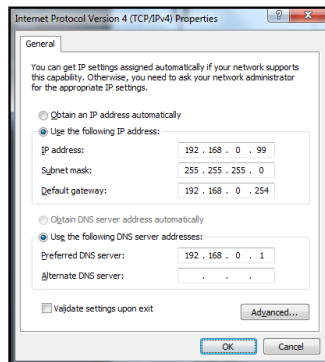 Internet Protocol Version 4 (TCP/IPv4) Properties
General
You can get IP settings assigned automatically if your network supports
this capability. Otherwise, you need to ask your network administrator
for the appropriate IP settings.
Obtain an IP address automatically
Use the following IP address:
IP address: 192 . 168 . 0 . 99
Subnet mask: 255 . 255 . 255 . 0
Default gateway: 192 . 168 . 0 . 254
Obtain DNS server address automatically
Use the following DNS server addresses:
Preferred DNS server: 192 . 168 . 0 . 1
Alternate DNS server: . . .
Validate settings upon exit
Advanced...
OK Cancel